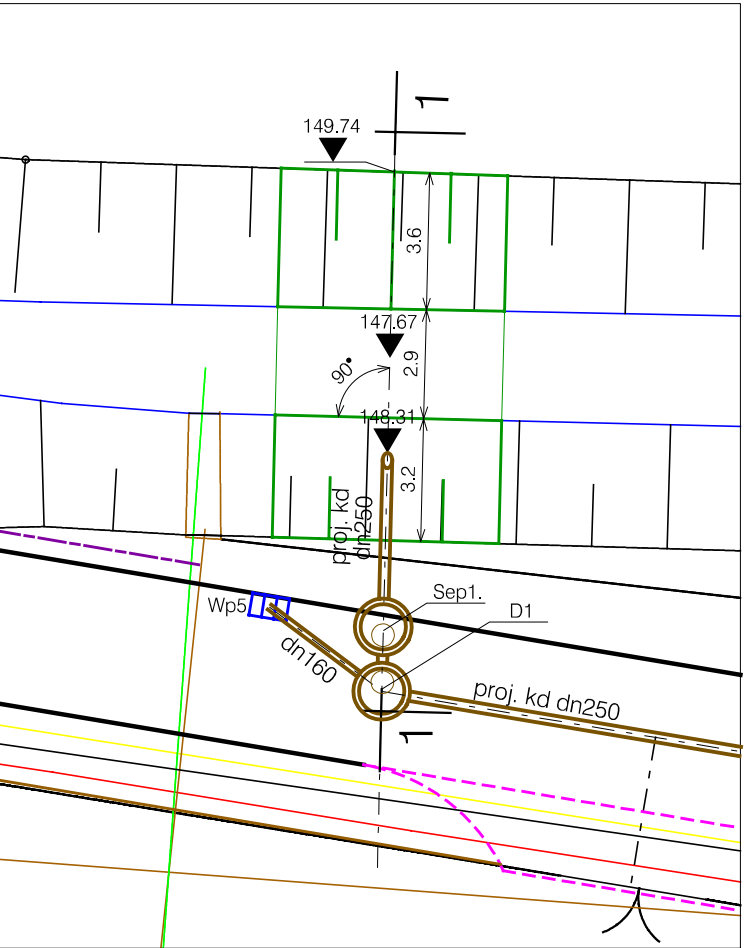 1
149.74
3.6
147.67
2.9
90°
148.31
3.2
proj. kd
dn250
Sep1.
Wp5
D1
dn160
proj. kd dn250
1